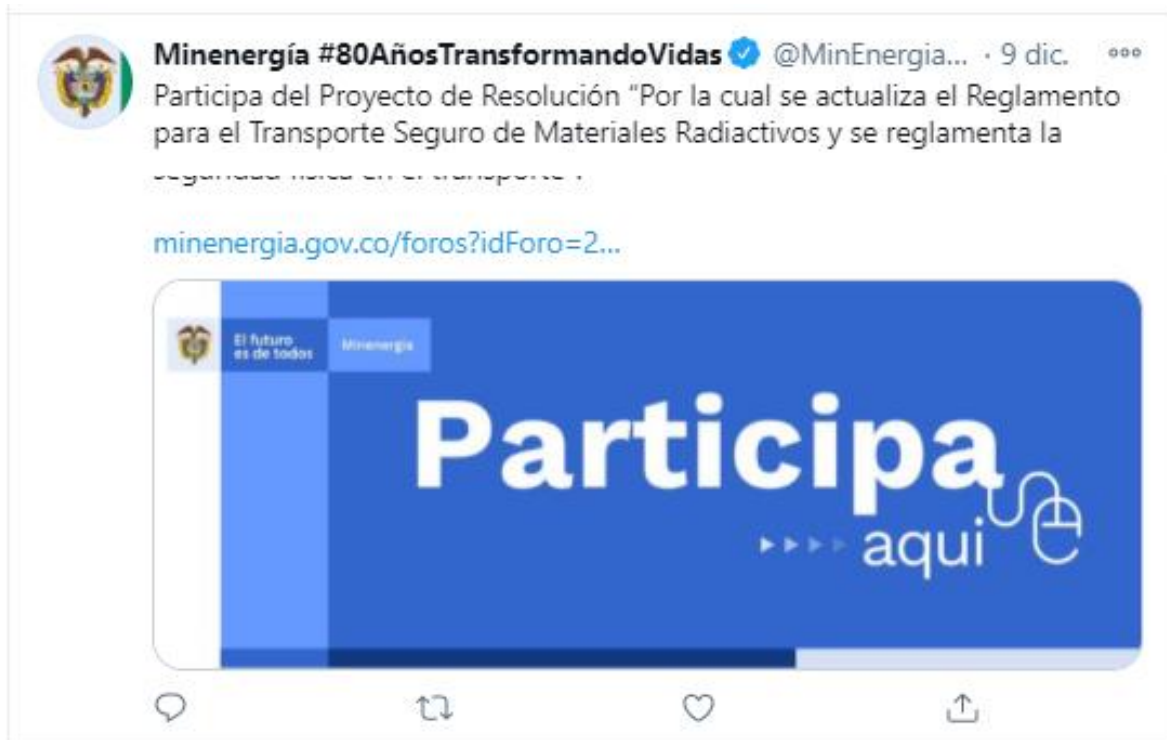 Minenergía #80AñosTransformandoVidas @MinEnergia... · 9 dic.
Participa del Proyecto de Resolución "Por la cual se actualiza el Reglamento
para el Transporte Seguro de Materiales Radiactivos y se reglamenta la
minenergia.gov.co/foros?idForo=2...
El futuro
es de todos
Minenergía
Participa
aqui